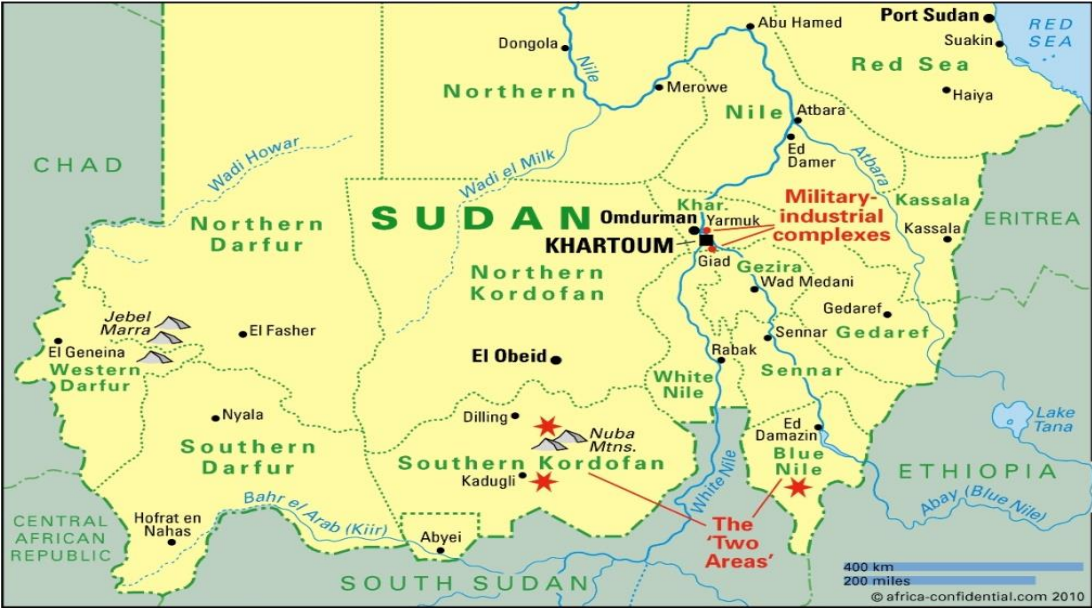 Abu Hamed
Port Sudan
RED
SEA
Suakin
Dongola
Nile
Red Sea
Northern
Merowe
Haiya
Nile
Atbara
Ed
Damer
Atbara
CHAD
Wadi Howar
Wadi el Milk
Northern
Darfur
SUDAN
Khar.
Omdurman
Yarmuk
KHARTOUM
Giad
Military-
industrial
complexes
Kassala
Kassala
ERITREA
Northern
Kordofan
Gezira
Wad Medani
Gedaref
Gedaref
Jebel
Marra
El Fasher
El Geneina
Western
Darfur
El Obeid
Rabak
Sennar
Sennar
White
Nile
Nyala
Southern
Darfur
Dilling
Nuba
Mtns.
Southern Kordofan
Kadugli
Ed
Damazin
Blue
Nile
Lake
Tana
ETHIOPIA
Abay (Blue Nile)
White Nile
The
'Two
Areas'
Bahr el Arab (Kiir)
Hofrat en
Nahas
CENTRAL
AFRICAN
REPUBLIC
Abyei
SOUTH SUDAN
400 km
200 miles
© africa-confidential.com 2010